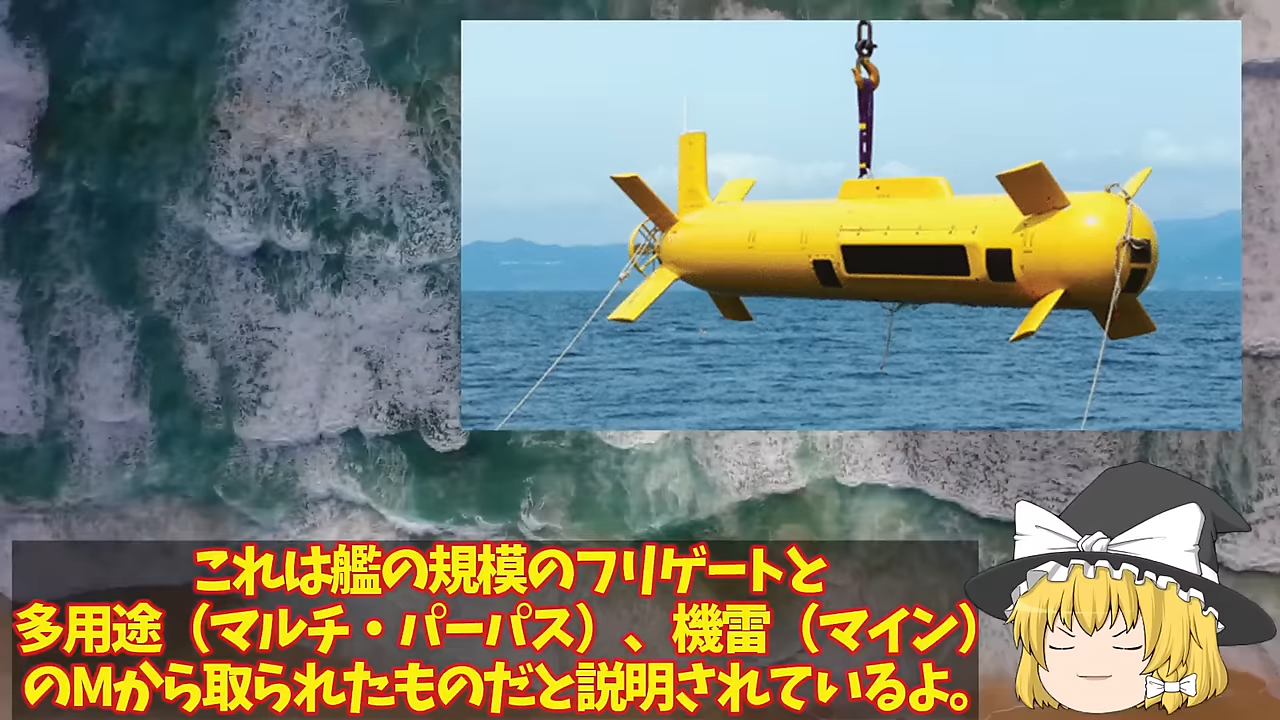 これは艦の規模のフリゲートと
多用途（マルチ・パーパス）、機雷（マイン）
のMから取られたものだと説明されているよ。